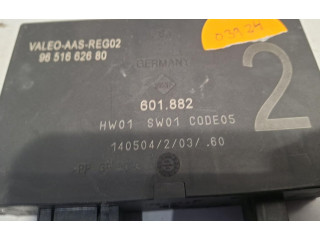 VALEO-AAS-REG02
96 516 626 80
GERMANY
601.882
2
HW01 SW01 CODE05
140504/2/03/.60